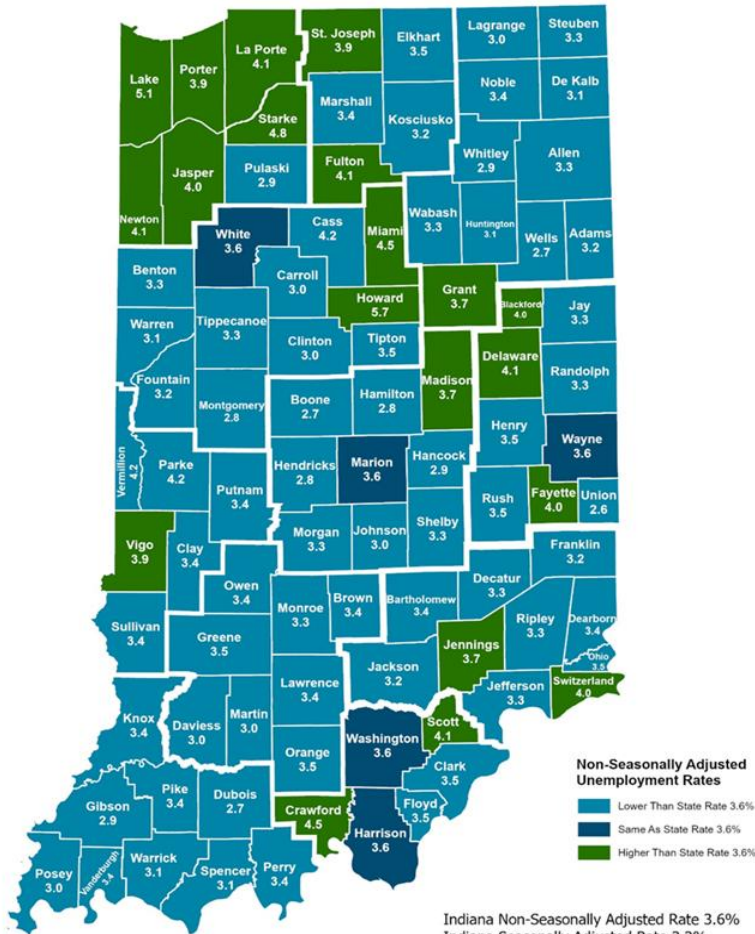 St. Joseph
3.9
Elkhart
3.5
Lagrange
3.0
Steuben
3.3
La Porte
4.1
Porter
3.9
Lake
5.1
Noble
3.4
De Kalb
3.1
Marshall
3.4
Kosciusko
3.2
Starke
4.8
Whitley
2.9
Allen
3.3
Fulton
4.1
Jasper
4.0
Pulaski
2.9
Newton
4.1
White
3.6
Cass
4.2
Miami
4.5
Wabash
3.3
Huntington
3.1
Wells
2.7
Adams
3.2
Benton
3.3
Carroll
3.0
Grant
3.7
Howard
5.7
Blackford
4.0
Jay
3.3
Warren
3.1
Tippecanoe
3.3
Clinton
3.0
Tipton
3.5
Delaware
4.1
Randolph
3.3
Fountain
3.2
Montgomery
2.8
Boone
2.7
Hamilton
2.8
Madison
3.7
Henry
3.5
Wayne
3.6
Vermillion
4.2
Parke
4.2
Putnam
3.4
Hendricks
2.8
Marion
3.6
Hancock
2.9
Rush
3.5
Fayette
4.0
Union
2.6
Vigo
3.9
Clay
3.4
Morgan
3.3
Johnson
3.0
Shelby
3.3
Franklin
3.2
Owen
3.4
Monroe
3.3
Brown
3.4
Bartholomew
3.4
Decatur
3.3
Ripley
3.3
Dearborn
3.4
Ohio
3.5
Sullivan
3.4
Greene
3.5
Jennings
3.7
Switzerland
4.0
Jackson
3.2
Jefferson
3.3
Lawrence
3.4
Knox
3.4
Daviess
3.0
Martin
3.0
Orange
3.5
Washington
3.6
Scott
4.1
Clark
3.5
Floyd
3.5
Gibson
2.9
Pike
3.4
Dubois
2.7
Crawford
4.5
Harrison
3.6
Posey
3.0
Vanderburgh
3.4
Warrick
3.1
Spencer
3.1
Perry
3.4
Non-Seasonally Adjusted
Unemployment Rates
Lower Than State Rate 3.6%
Same As State Rate 3.6%
Higher Than State Rate 3.6%
Indiana Non-Seasonally Adjusted Rate 3.6%